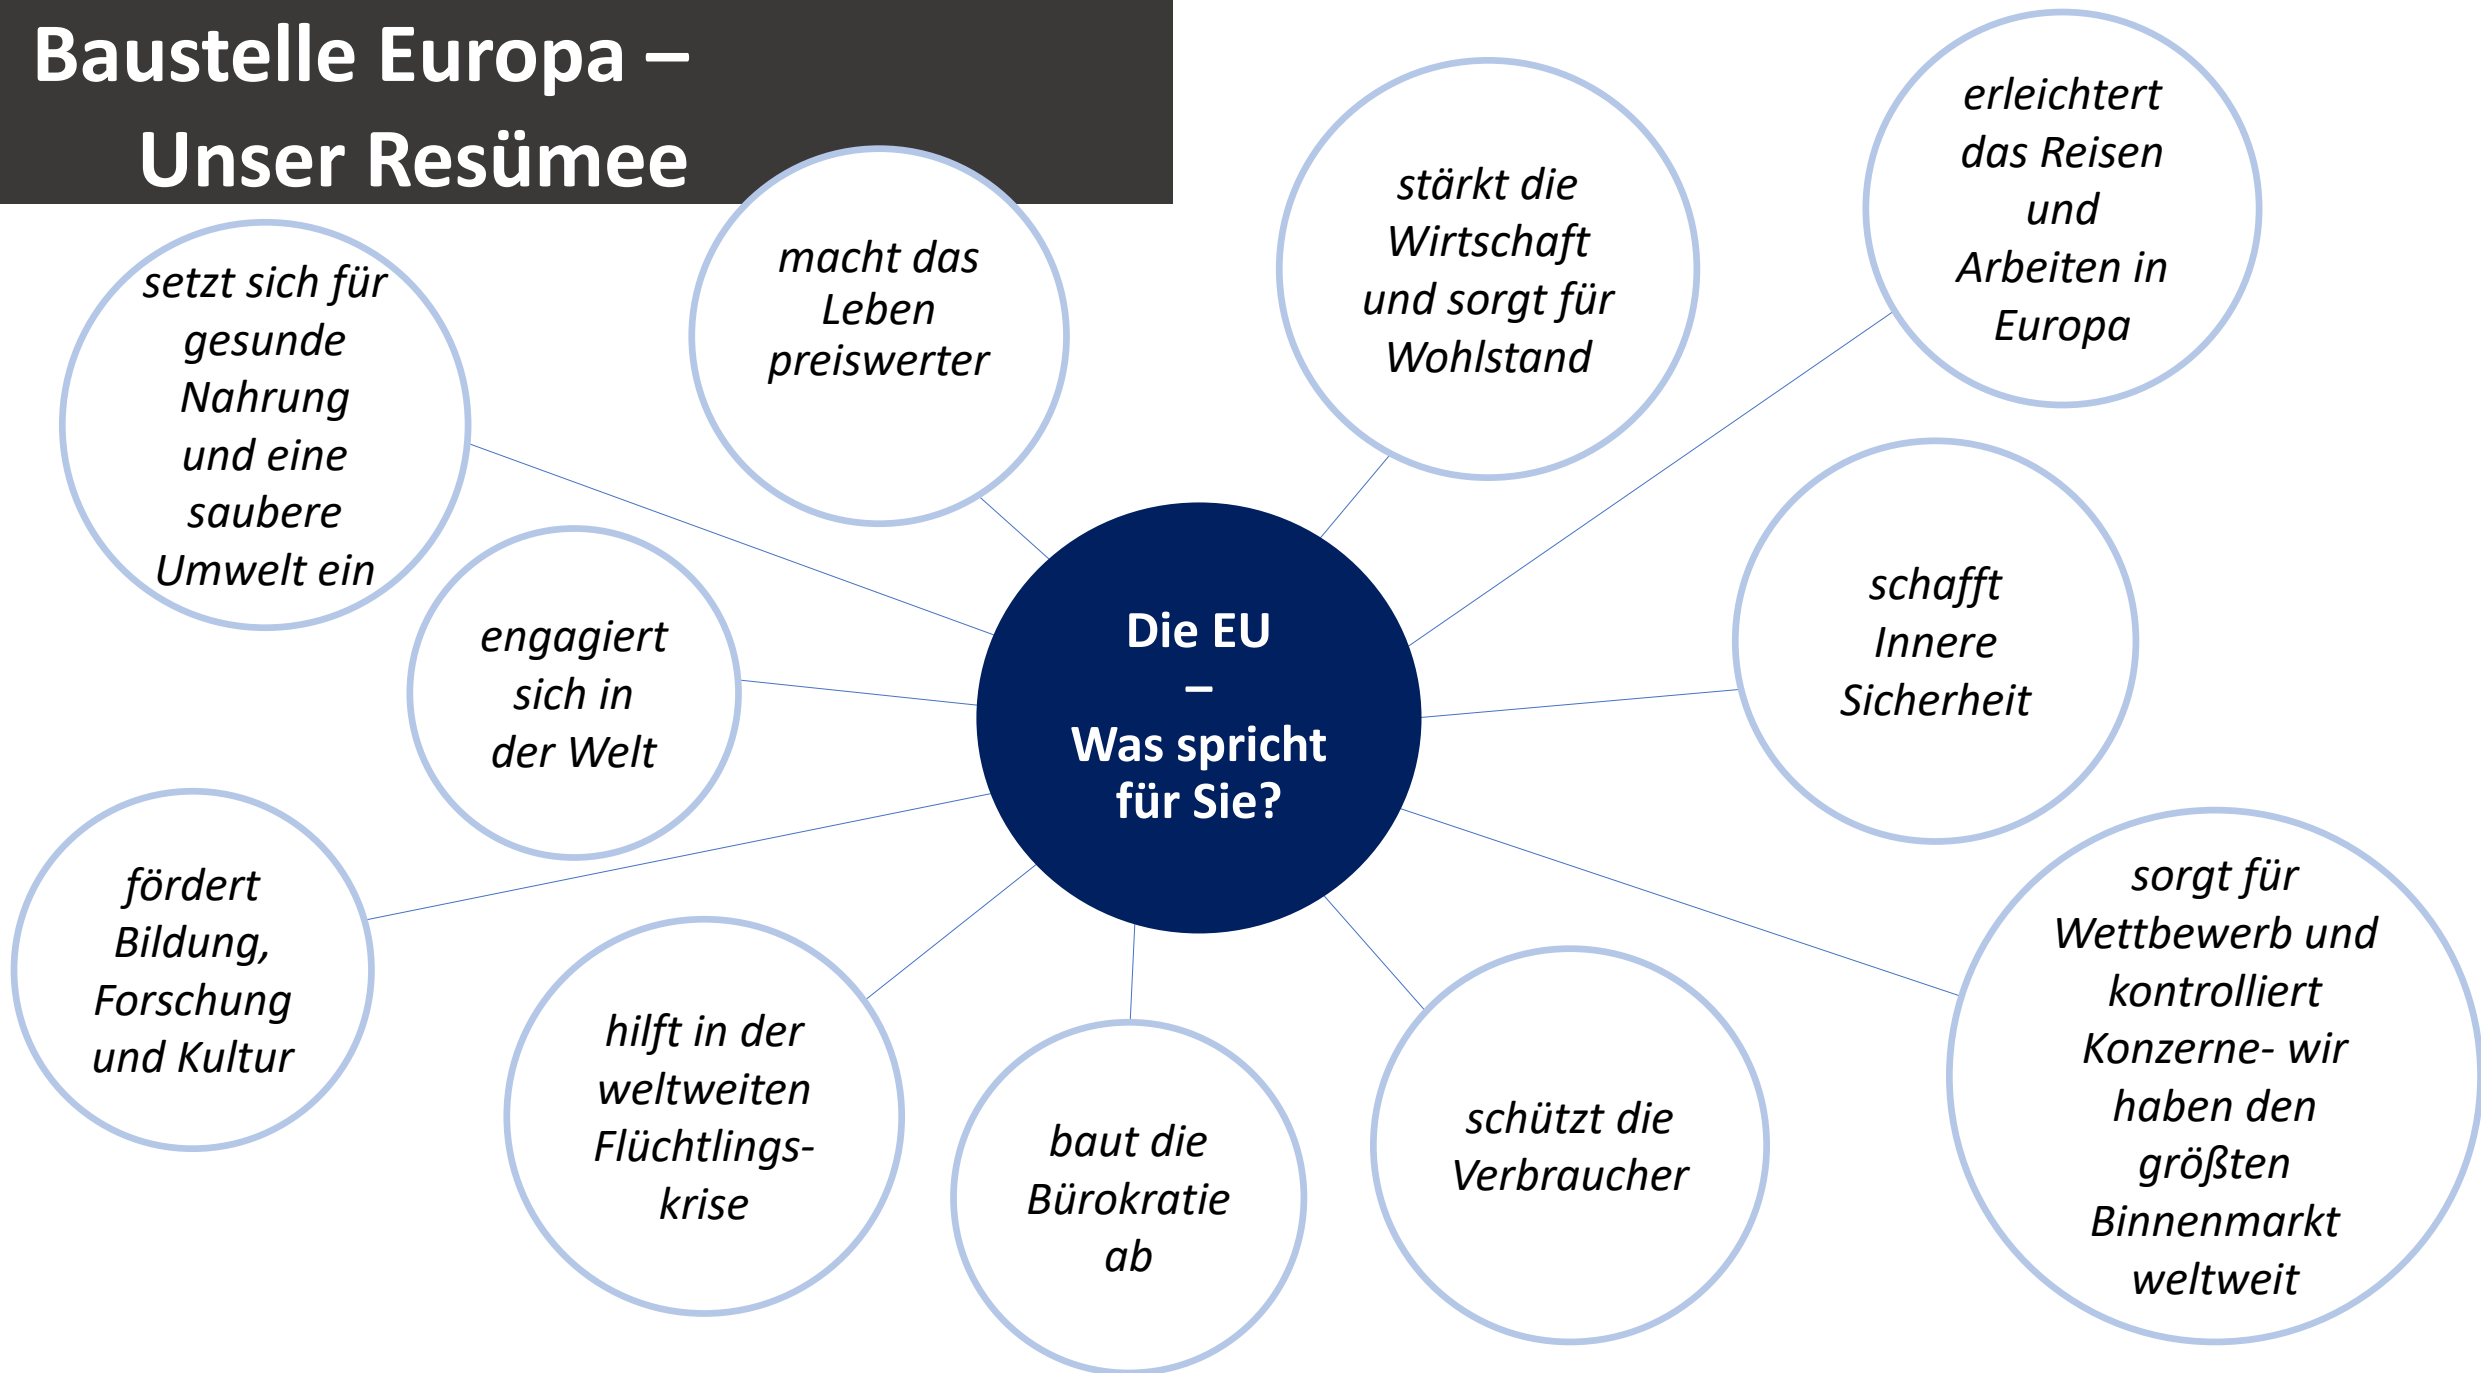 Baustelle Europa –
Unser Resümee
setzt sich für
gesunde
Nahrung
und eine
saubere
Umwelt ein
macht das
Leben
preiswerter
stärkt die
Wirtschaft
und sorgt für
Wohlstand
erleichtert
das Reisen
und
Arbeiten in
Europa
engagiert
sich in
der Welt
Die EU
–
Was spricht
für Sie?
schafft
Innere
Sicherheit
fördert
Bildung,
Forschung
und Kultur
hilft in der
weltweiten
Flüchtlings-
krise
baut die
Bürokratie
ab
schützt die
Verbraucher
sorgt für
Wettbewerb und
kontrolliert
Konzerne- wir
haben den
größten
Binnenmarkt
weltweit